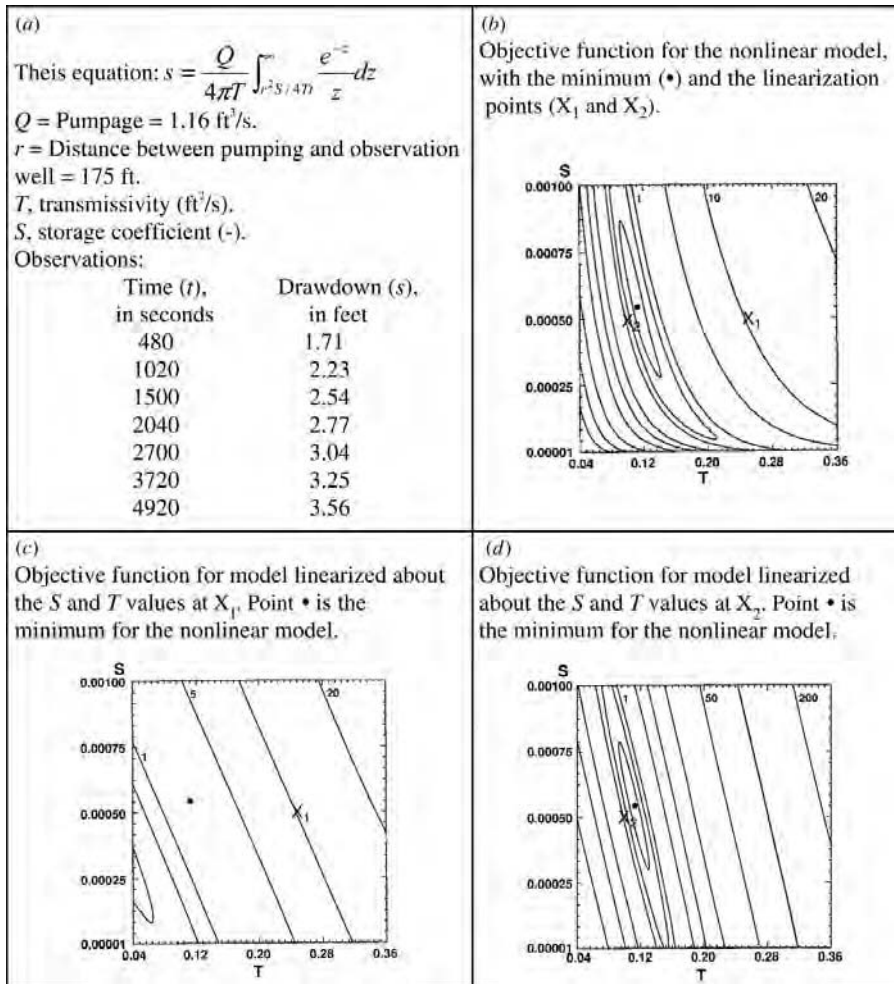 (a)
Theis equation: s = Q/4πT ∫_{r²S/4Tt}^{∞} e^{-z}/z dz
Q = Pumpage = 1.16 ft³/s.
r = Distance between pumping and observation
well = 175 ft.
T, transmissivity (ft²/s).
S, storage coefficient (-).
Observations:
Time (t), Drawdown (s),
in seconds in feet
480 1.71
1020 2.23
1500 2.54
2040 2.77
2700 3.04
3720 3.25
4920 3.56
(b)
Objective function for the nonlinear model,
with the minimum (•) and the linearization
points (X₁ and X₂).
S
0.00100
1 10 20
0.00075
0.00050
X₂ X₁
0.00025
0.00001
0.04 0.12 0.20 0.28 0.36
T
(c)
Objective function for model linearized about
the S and T values at X₁. Point • is the
minimum for the nonlinear model.
S
0.00100
5 20
0.00075
1
0.00050
X₁
0.00025
0.00001
0.04 0.12 0.20 0.28 0.36
T
(d)
Objective function for model linearized
about the S and T values at X₂. Point • is
the minimum for the nonlinear model.
S
0.00100
1 50 200
0.00075
0.00050
X₂
0.00025
0.00001
0.04 0.12 0.20 0.28 0.36
T